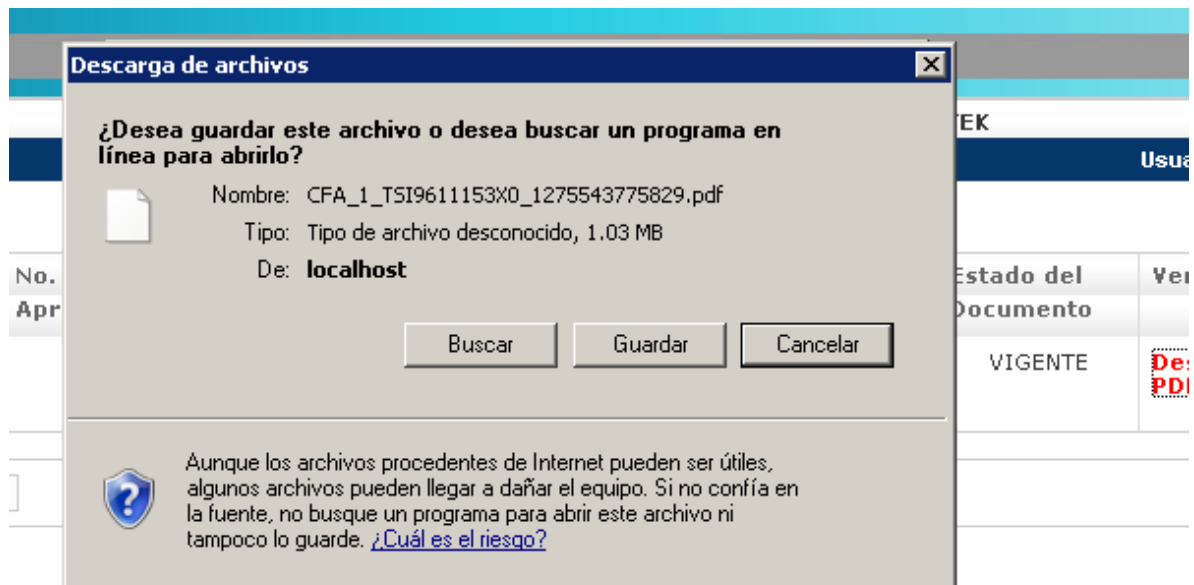 Descarga de archivos
¿Desea guardar este archivo o desea buscar un programa en
línea para abrirlo?
Nombre: CFA_1_TSI9611153X0_1275543775829.pdf
Tipo: Tipo de archivo desconocido, 1.03 MB
De: localhost
Buscar Guardar Cancelar
Aunque los archivos procedentes de Internet pueden ser útiles,
algunos archivos pueden llegar a dañar el equipo. Si no confía en
la fuente, no busque un programa para abrir este archivo ni
tampoco lo guarde. ¿Cuál es el riesgo?
TEK
Usua
No.
Apr
Estado del
Documento
Ver
VIGENTE
Des
PDF